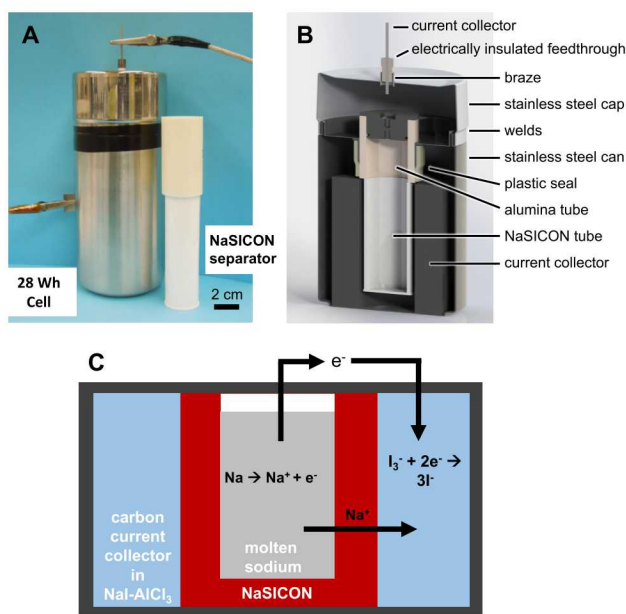 A
28 Wh
Cell
NaSICON
separator
2 cm
B
current collector
electrically insulated feedthrough
braze
stainless steel cap
welds
stainless steel can
plastic seal
alumina tube
NaSICON tube
current collector
C
e⁻
Na → Na⁺ + e⁻
I₃⁻ + 2e⁻ →
3I⁻
Na⁺
carbon
current
collector
in
NaI-AlCl₃
molten
sodium
NaSICON